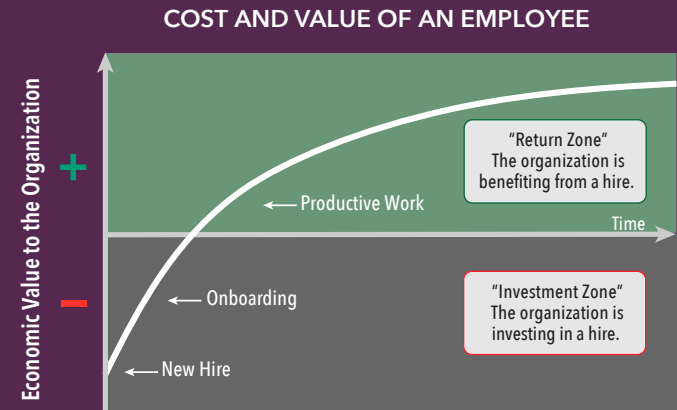 COST AND VALUE OF AN EMPLOYEE
Economic Value to the Organization
+
–
“Return Zone”
The organization is
benefiting from a hire.
Productive Work
Time
“Investment Zone”
The organization is
investing in a hire.
Onboarding
New Hire